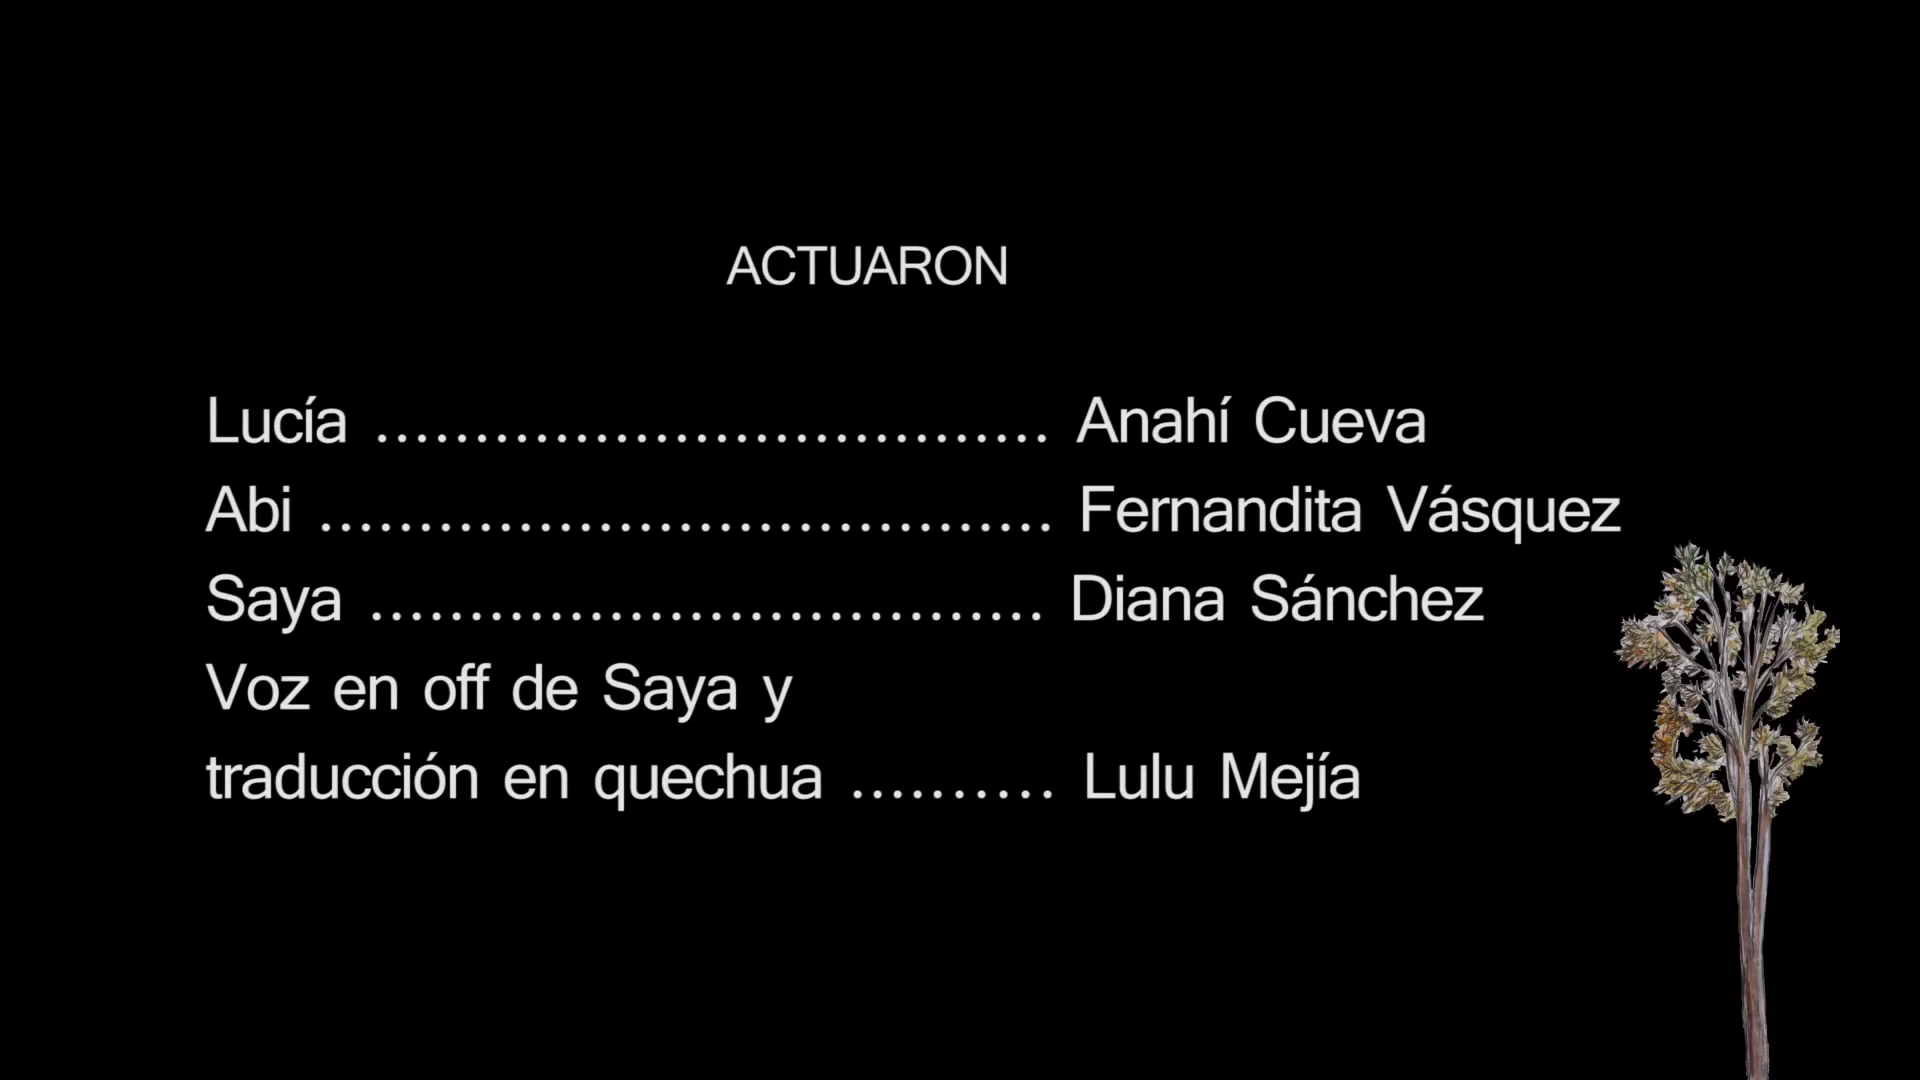 ACTUARON
Lucía .................................. Anahí Cueva
Abi ..................................... Fernandita Vásquez
Saya .................................. Diana Sánchez
Voz en off de Saya y
traducción en quechua .......... Lulu Mejía